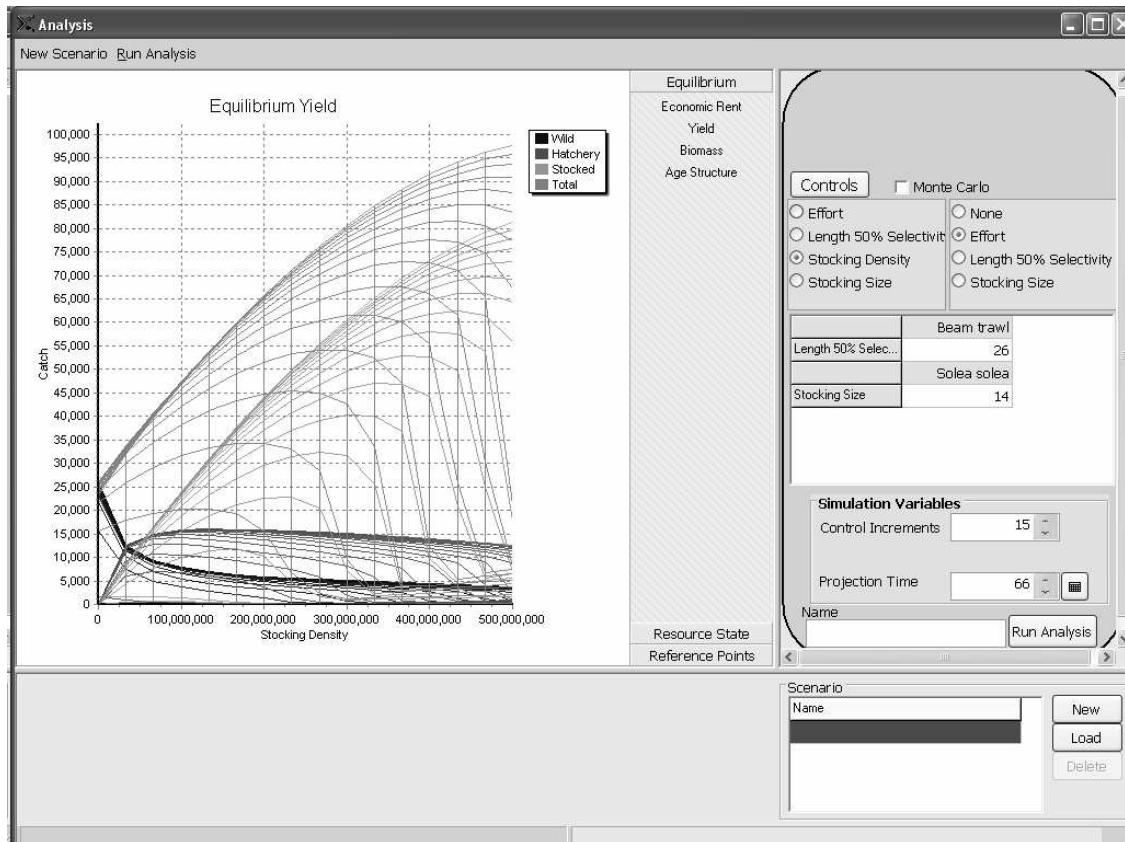 Analysis
New Scenario Run Analysis
Equilibrium Yield
100,000
95,000
90,000
85,000
80,000
75,000
70,000
65,000
60,000
55,000
50,000
45,000
40,000
35,000
30,000
25,000
20,000
15,000
10,000
5,000
0
Catch
0 100,000,000 200,000,000 300,000,000 400,000,000 500,000,000
Stocking Density
Wild
Hatchery
Stocked
Total
Equilibrium
Economic Rent
Yield
Biomass
Age Structure
Resource State
Reference Points
Controls Monte Carlo
Effort
Length 50% Selectivit
Stocking Density
Stocking Size
None
Effort
Length 50% Selectivity
Stocking Size
Beam trawl
Length 50% Selec... 26
Solea solea
Stocking Size 14
Simulation Variables
Control Increments 15
Projection Time 66
Name
Run Analysis
Scenario
Name
New
Load
Delete